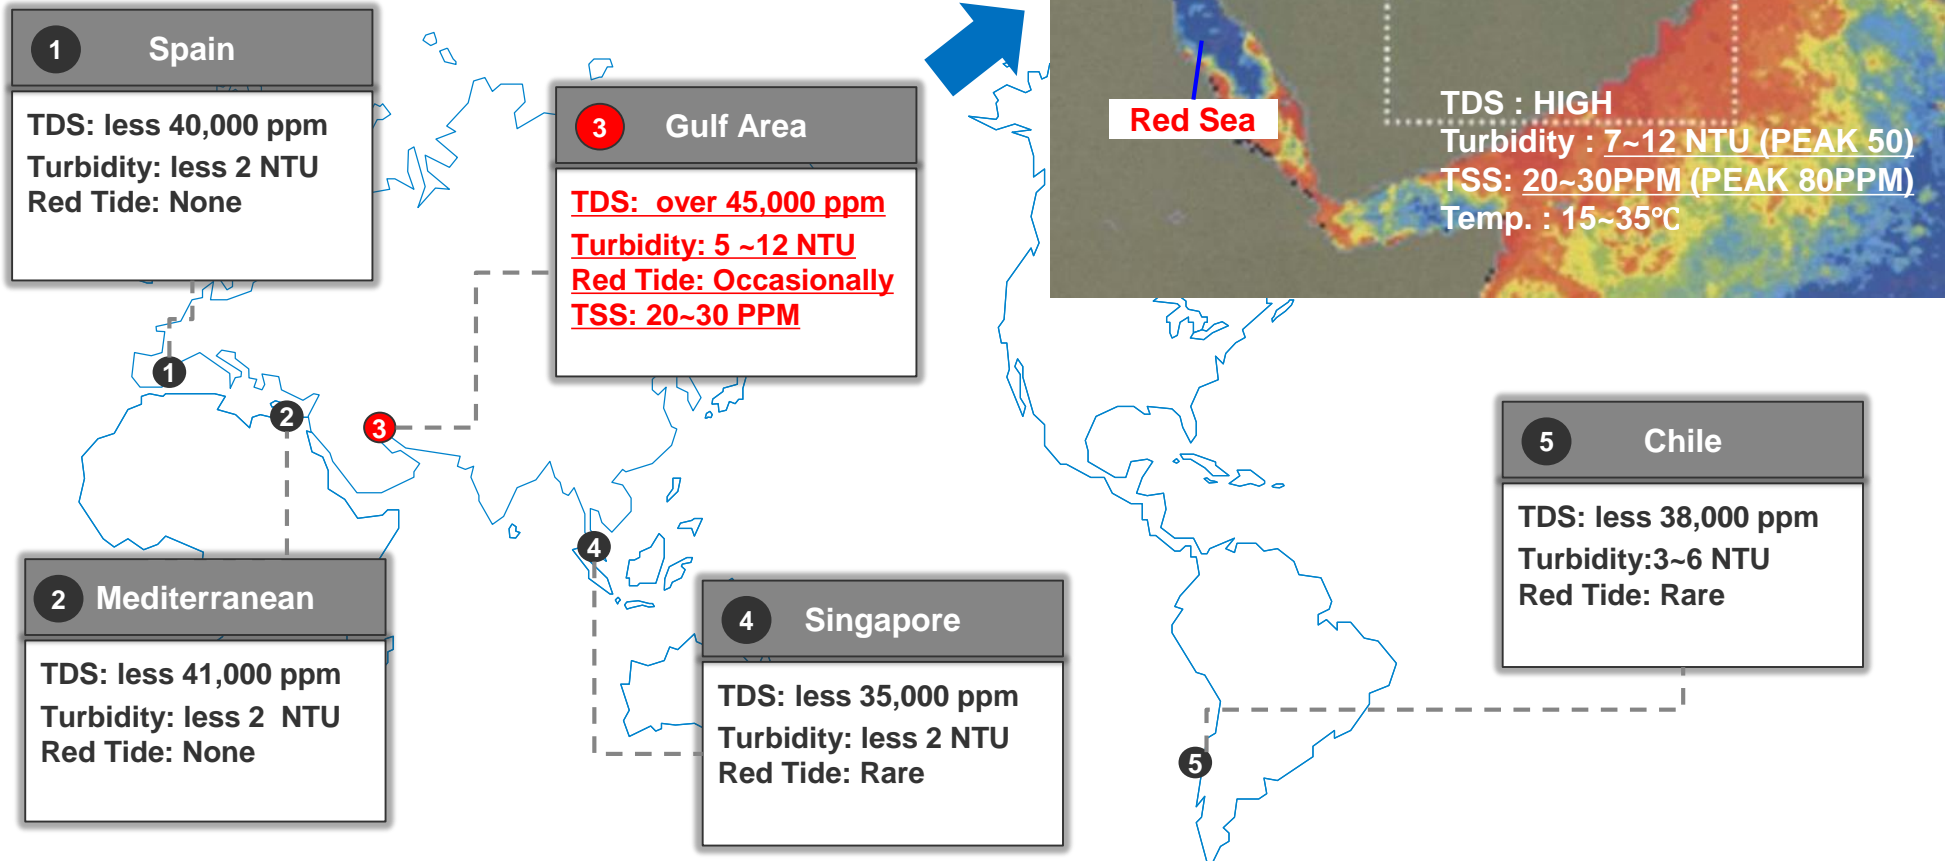 1 Spain
TDS: less 40,000 ppm
Turbidity: less 2 NTU
Red Tide: None
3 Gulf Area
TDS:  over 45,000 ppm
Turbidity: 5 ~12 NTU
Red Tide: Occasionally
TSS: 20~30 PPM
Red Sea
TDS : HIGH
Turbidity : 7~12 NTU (PEAK 50)
TSS: 20~30PPM (PEAK 80PPM)
Temp. : 15~35℃
1
2
3
4
5
2 Mediterranean
TDS: less 41,000 ppm
Turbidity: less 2  NTU
Red Tide: None
4 Singapore
TDS: less 35,000 ppm
Turbidity: less 2 NTU
Red Tide: Rare
5 Chile
TDS: less 38,000 ppm
Turbidity:3~6 NTU
Red Tide: Rare